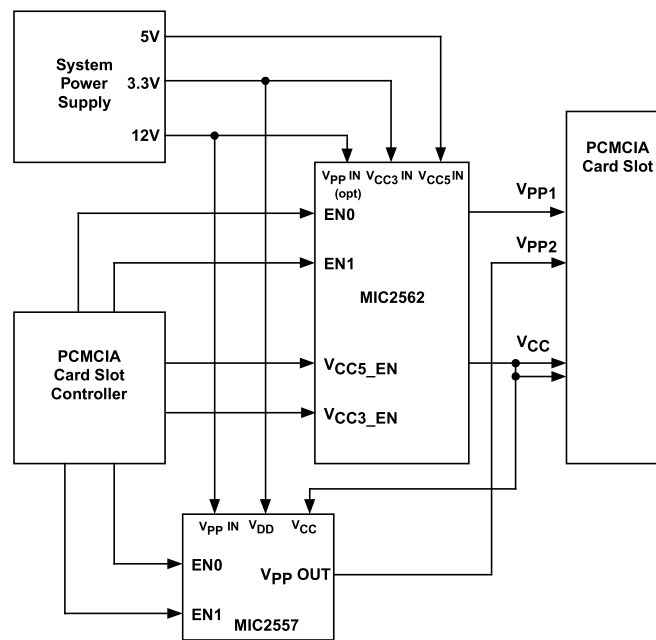 System
Power
Supply
5V
3.3V
12V
PCMCIA
Card Slot
VPP IN
(opt)
VCC3 IN
VCC5 IN
EN0
EN1
MIC2562
VCC5_EN
VCC3_EN
VPP1
VPP2
VCC
PCMCIA
Card Slot
Controller
VPP IN
VDD
VCC
EN0
VPP OUT
EN1
MIC2557